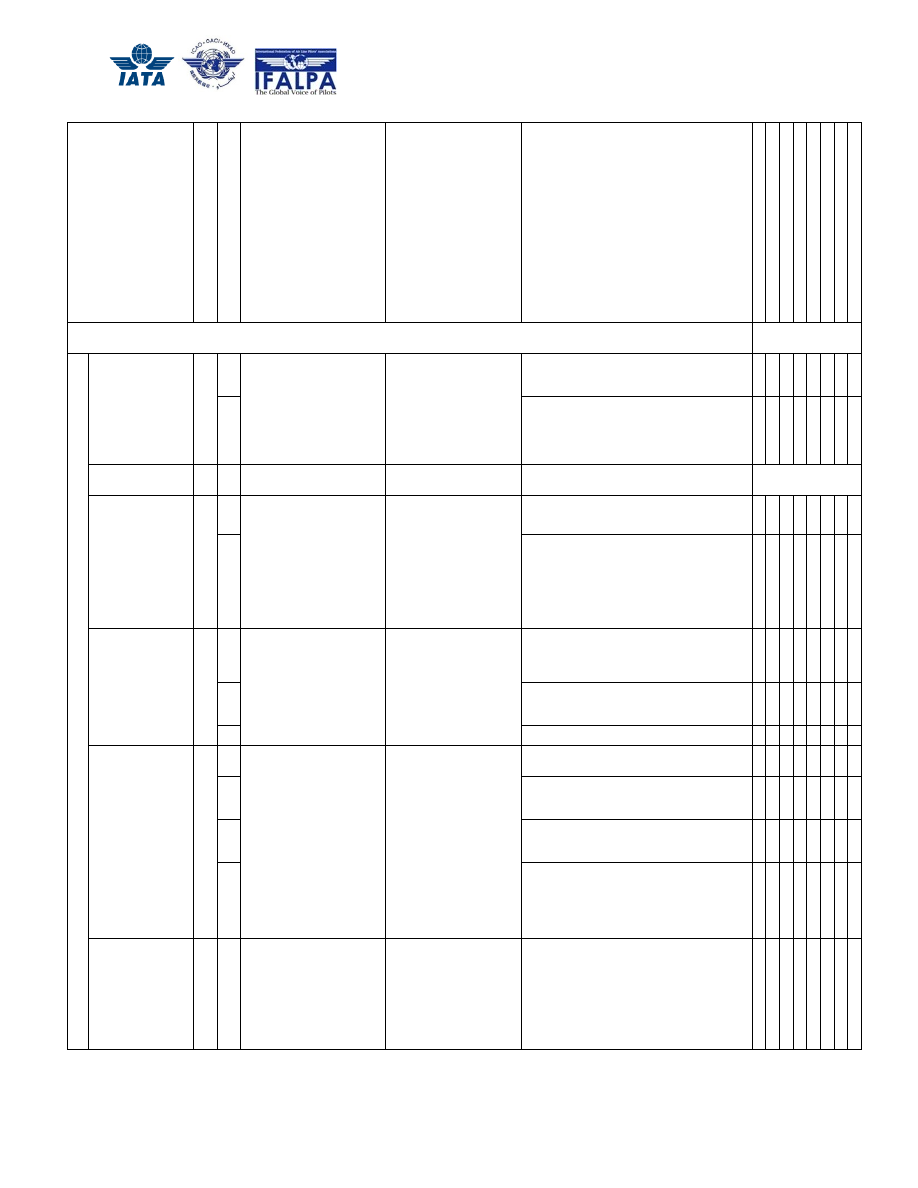 IATA
ICAO · OACI · ИКАО
International Federation of Air Line Pilots' Associations
IFALPA
The Global Voice of Pilots